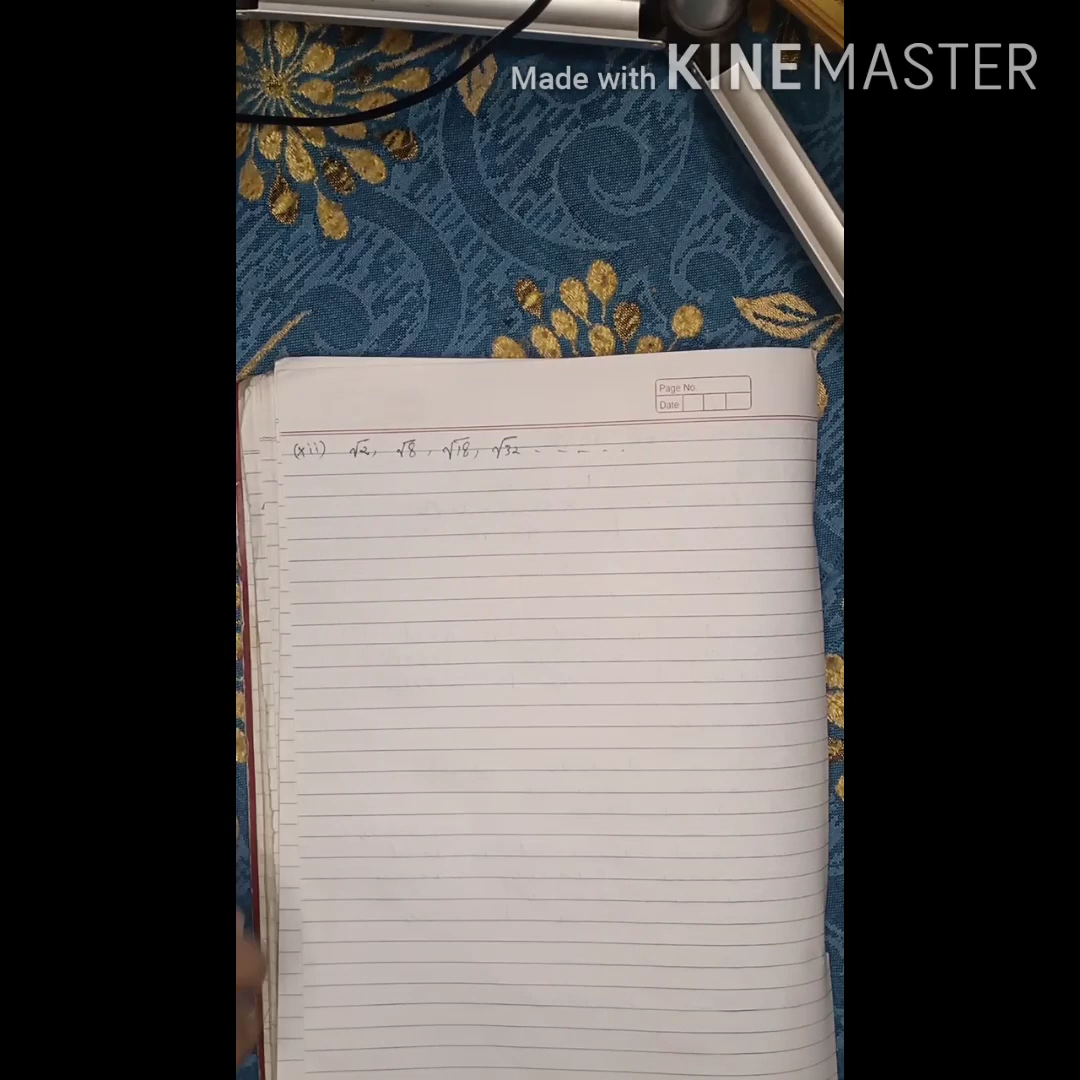 Made with KINEMASTER
Page No.
Date
(xii) √2, √8, √18, √32 - - - - . .